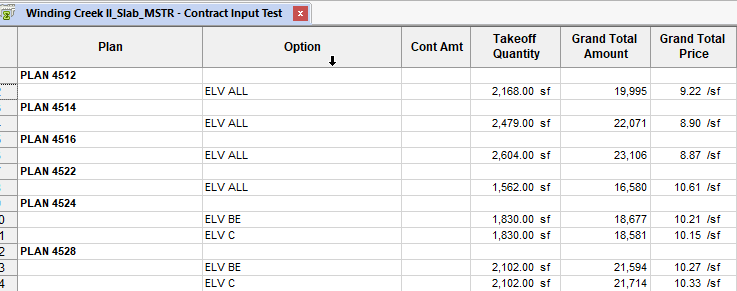 Winding Creek II_Slab_MSTR - Contract Input Test x
Plan Option Cont Amt Takeoff Quantity Grand Total Amount Grand Total Price
PLAN 4512
2 ELV ALL 2,168.00 sf 19,995 9.22 /sf
PLAN 4514
ELV ALL 2,479.00 sf 22,071 8.90 /sf
PLAN 4516
ELV ALL 2,604.00 sf 23,106 8.87 /sf
PLAN 4522
ELV ALL 1,562.00 sf 16,580 10.61 /sf
PLAN 4524
0 ELV BE 1,830.00 sf 18,677 10.21 /sf
1 ELV C 1,830.00 sf 18,581 10.15 /sf
2 PLAN 4528
3 ELV BE 2,102.00 sf 21,594 10.27 /sf
4 ELV C 2,102.00 sf 21,714 10.33 /sf